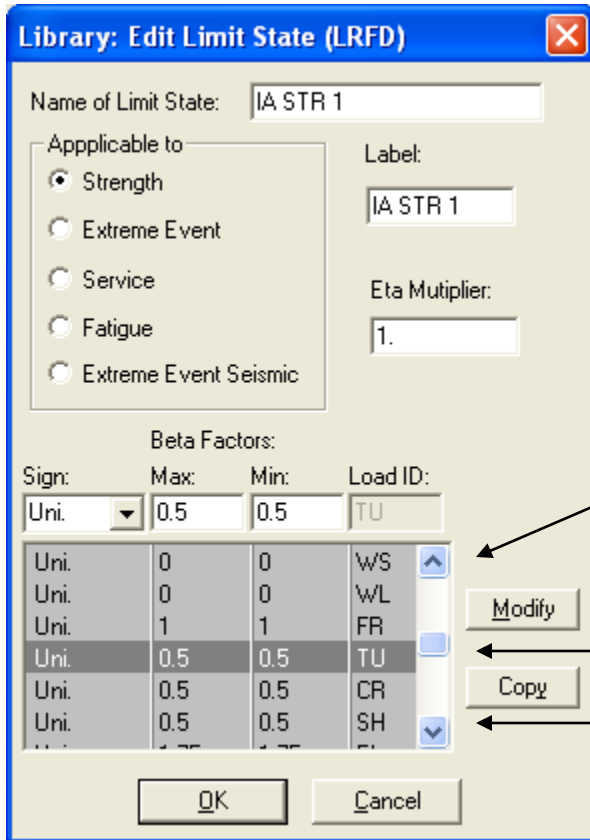 Library: Edit Limit State (LRFD)
Name of Limit State: IA STR 1
Appplicable to
Strength
Extreme Event
Service
Fatigue
Extreme Event Seismic
Label:
IA STR 1
Eta Mutiplier:
1.
Beta Factors:
Sign: Max: Min: Load ID:
Uni. 0.5 0.5 TU
Uni. 0 0 WS
Uni. 0 0 WL
Uni. 1 1 FR
Uni. 0.5 0.5 TU
Uni. 0.5 0.5 CR
Uni. 0.5 0.5 SH
Modify
Copy
OK Cancel